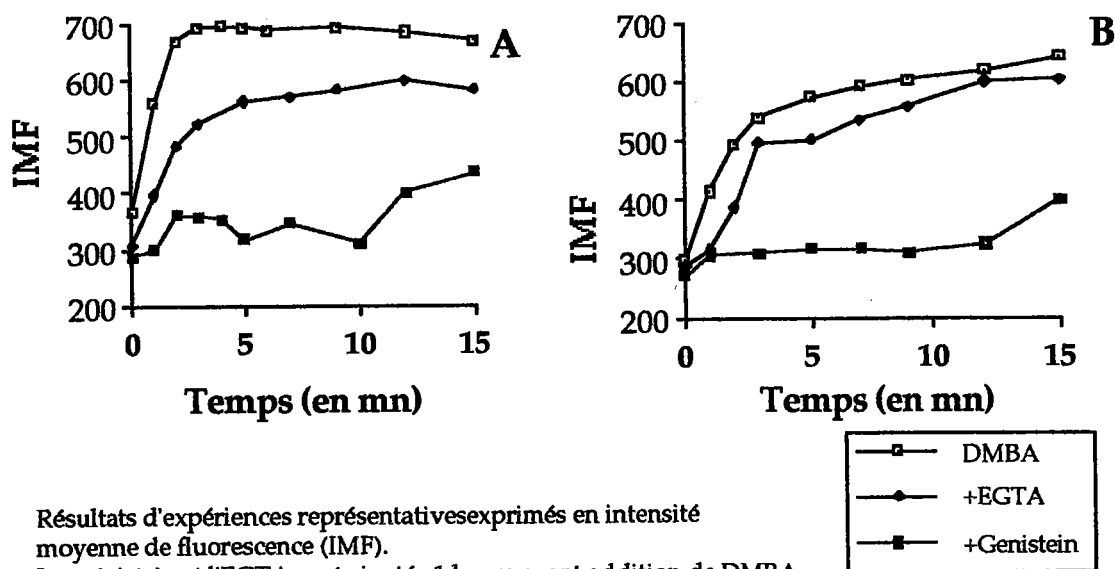 A
700
600
500
400
300
200
IMF
0
5
10
15
Temps (en mn)
B
700
600
500
400
300
200
IMF
0
5
10
15
Temps (en mn)
DMBA
+EGTA
+Genistein
Résultats d'expériences représentativesexprimés en intensité
moyenne de fluorescence (IMF).